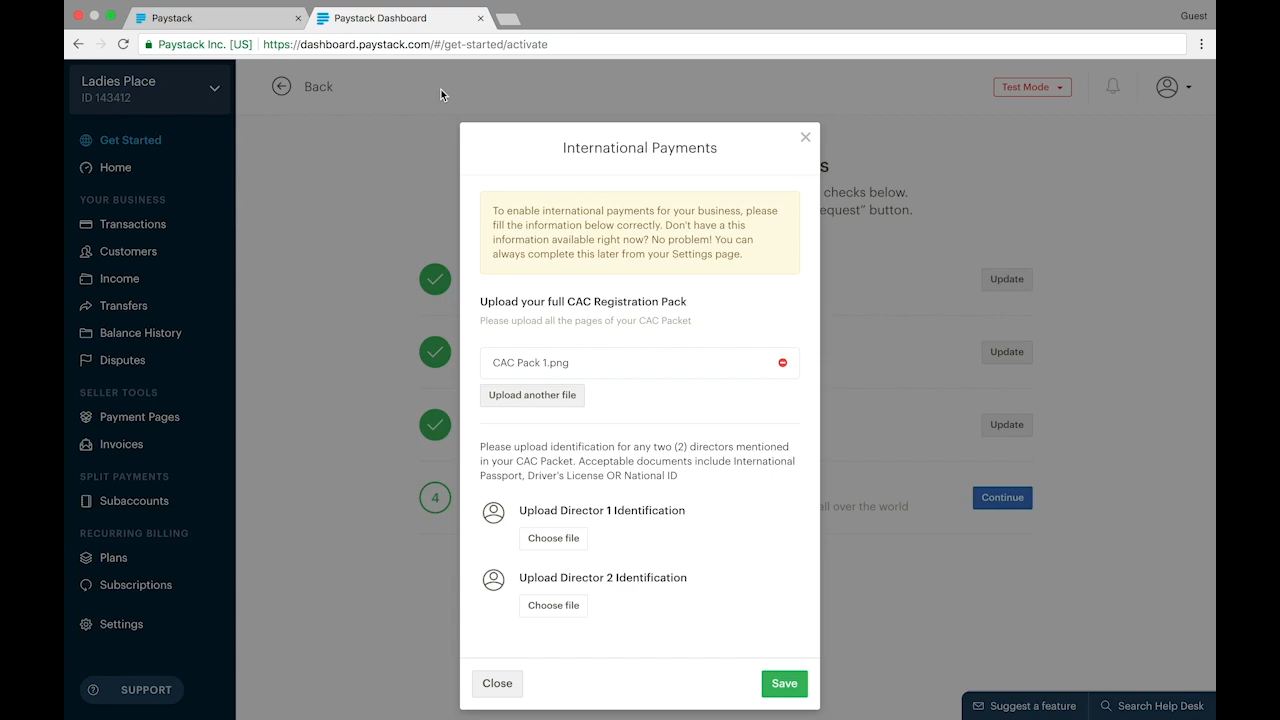 Paystack
Paystack Dashboard
Guest
Paystack Inc. [US]
https://dashboard.paystack.com/#/get-started/activate
Ladies Place
ID 143412
Back
Test Mode
Get Started
Home
YOUR BUSINESS
Transactions
Customers
Income
Transfers
Balance History
Disputes
SELLER TOOLS
Payment Pages
Invoices
SPLIT PAYMENTS
Subaccounts
RECURRING BILLING
Plans
Subscriptions
Settings
SUPPORT
International Payments
To enable international payments for your business, please
fill the information below correctly. Don't have a this
information available right now? No problem! You can
always complete this later from your Settings page.
Upload your full CAC Registration Pack
Please upload all the pages of your CAC Packet
CAC Pack 1.png
Upload another file
Please upload identification for any two (2) directors mentioned
in your CAC Packet. Acceptable documents include International
Passport, Driver's License OR National ID
Upload Director 1 Identification
Choose file
Upload Director 2 Identification
Choose file
Close
Save
s
checks below.
equest" button.
Update
Update
Update
4
all over the world
Continue
Suggest a feature
Search Help Desk